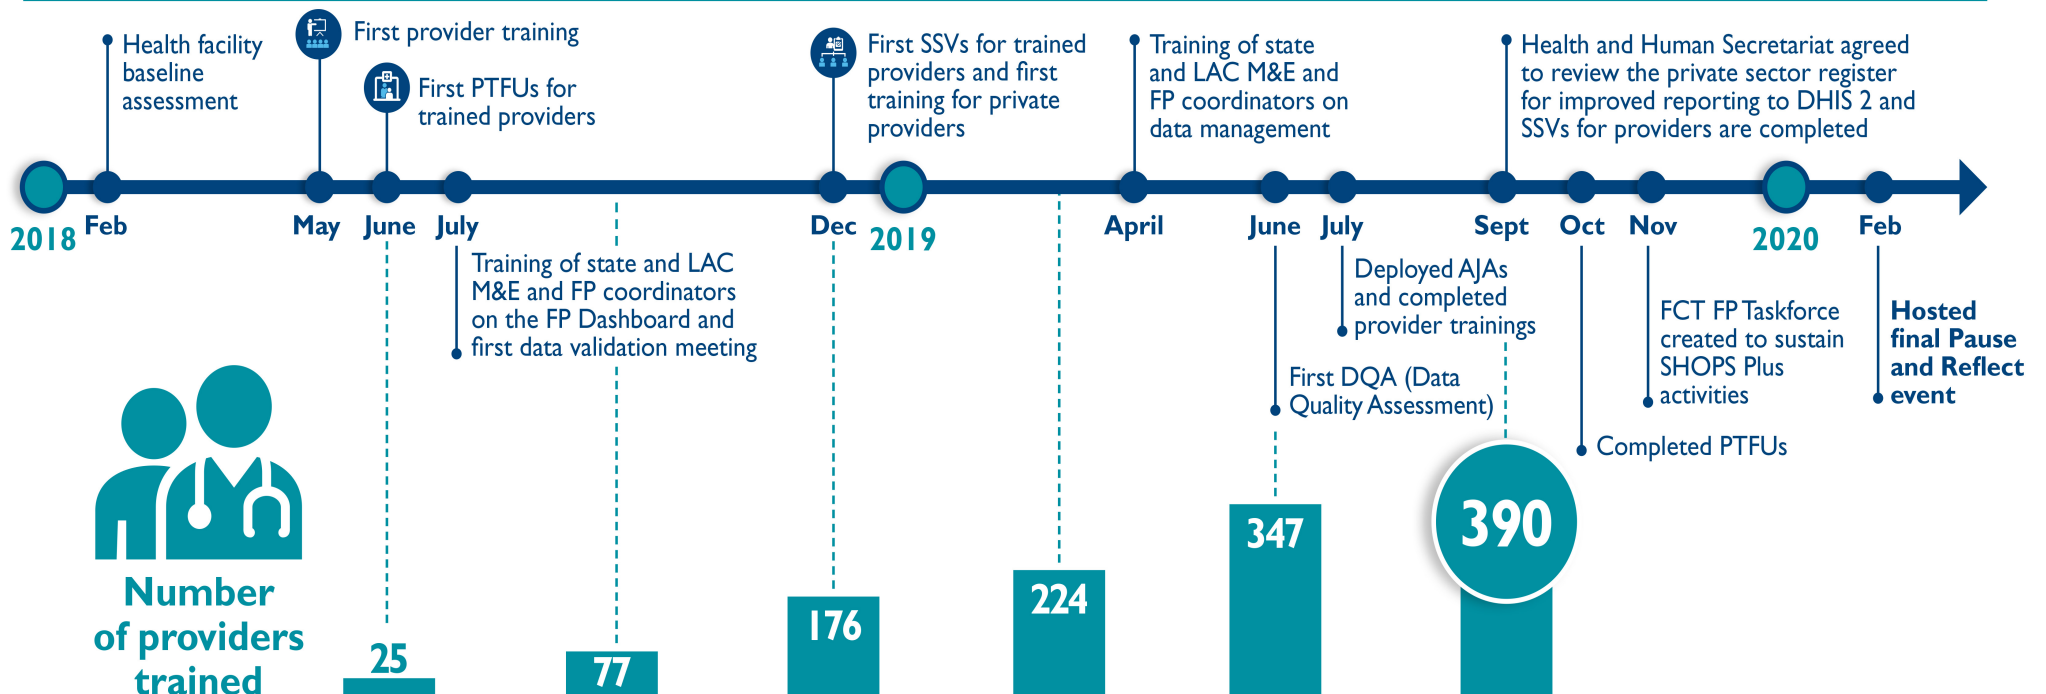 Health facility
baseline
assessment
First provider training
First PTFUs for
trained providers
First SSVs for trained
providers and first
training for private
providers
Training of state
and LAC M&E and
FP coordinators on
data management
Health and Human Secretariat agreed
to review the private sector register
for improved reporting to DHIS 2 and
SSVs for providers are completed
2018
Feb
May
June
July
Dec
2019
April
June
July
Sept
Oct
Nov
2020
Feb
Training of state and LAC
M&E and FP coordinators
on the FP Dashboard and
first data validation meeting
First DQA (Data
Quality Assessment)
Deployed AJAs
and completed
provider trainings
Completed PTFUs
FCT FP Taskforce
created to sustain
SHOPS Plus
activities
Hosted
final Pause
and Reflect
event
Number
of providers
trained
25
77
176
224
347
390